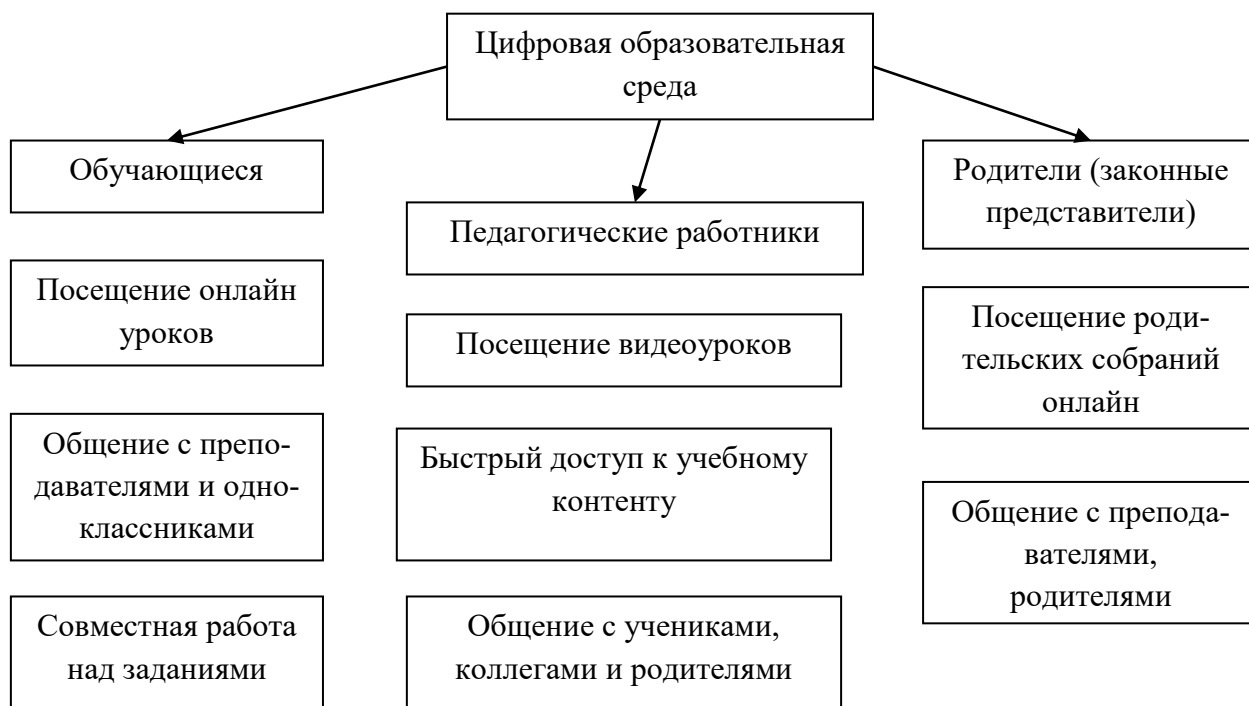 Цифровая образовательная
среда
Обучающиеся
Педагогические работники
Родители (законные
представители)
Посещение онлайн
уроков
Посещение видеоуроков
Посещение роди-
тельских собраний
онлайн
Общение с препо-
давателями и одно-
классниками
Быстрый доступ к учебному
контенту
Общение с препода-
вателями,
родителями
Совместная работа
над заданиями
Общение с учениками,
коллегами и родителями